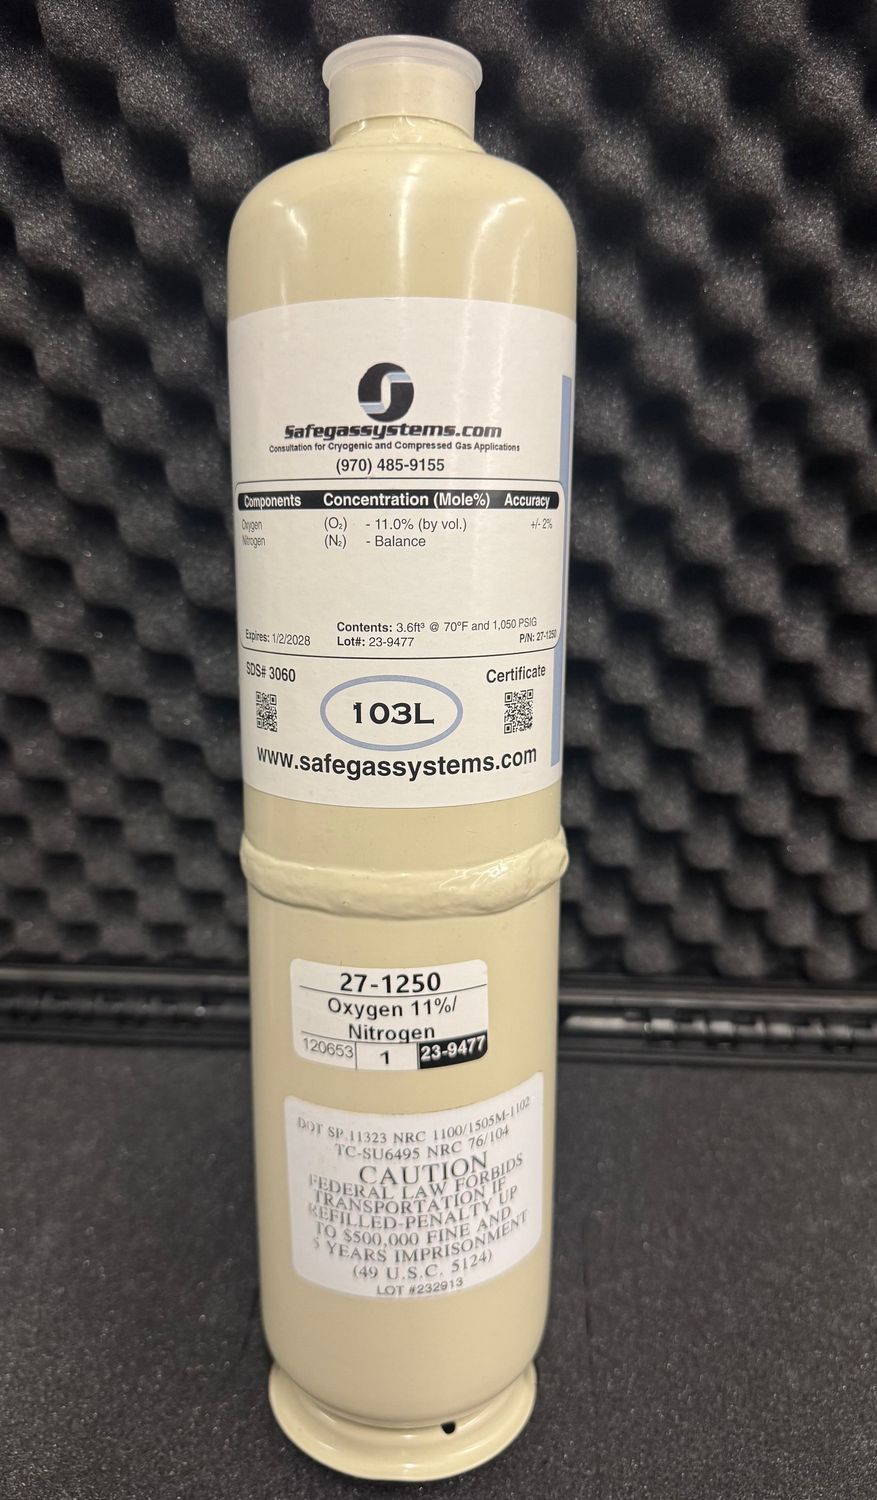 Safegassystems.com
Consultation for Cryogenic and Compressed Gas Applications
(970) 485-9155
Components Concentration (Mole%) Accuracy
Oxygen (O₂) - 11.0% (by vol.) +/- 2%
Nitrogen (N₂) - Balance
Contents: 3.6ft³ @ 70°F and 1,050 PSIG
Expires: 1/2/2028 Lot#: 23-9477 P/N: 27-1250
SDS# 3060 Certificate
103L
www.safegassystems.com
27-1250
Oxygen 11%/
Nitrogen
120653 1 23-9477
DOT SP.11323 NRC 1100/1505M-1102
TC-SU6495 NRC 76/104
CAUTION
FEDERAL LAW FORBIDS
TRANSPORTATION IF
REFILLED-PENALTY UP
TO $500,000 FINE AND
5 YEARS IMPRISONMENT
(49 U.S.C. 5124)
LOT #232913